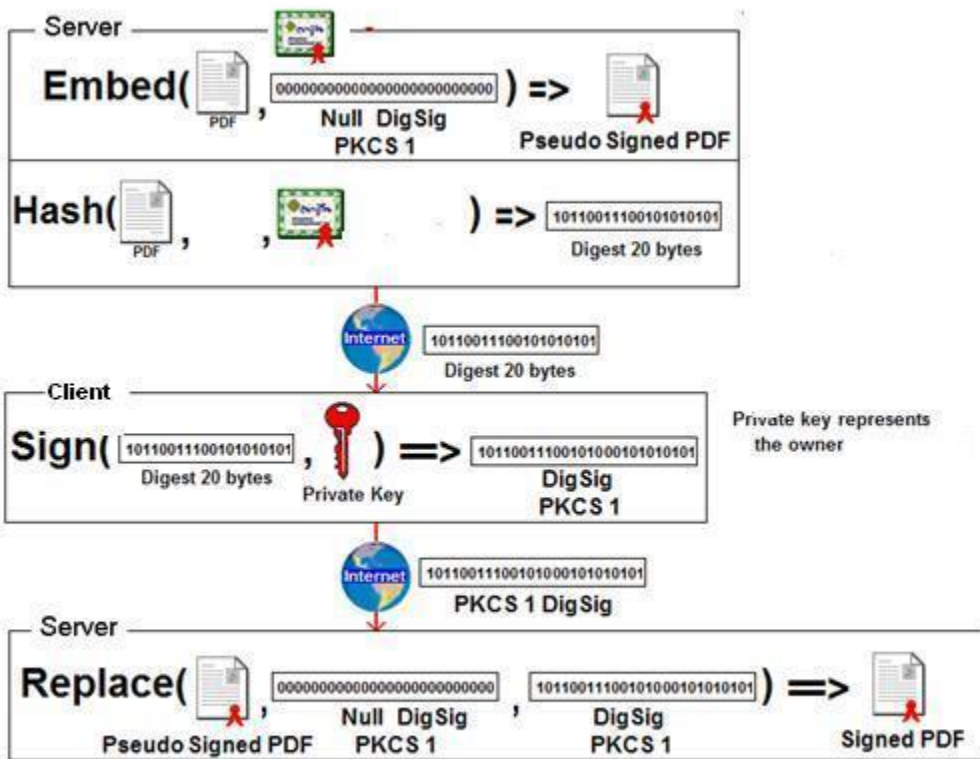 Server
Embed( , 0000000000000000000000000 ) =>
PDF
Null DigSig
PKCS 1
Pseudo Signed PDF
Hash( , , ) => 10110011100101010101
PDF
Digest 20 bytes
Internet
10110011100101010101
Digest 20 bytes
Client
Sign( 10110011100101010101 , ) ==> 10110011100101000101010101
Digest 20 bytes
Private Key
DigSig
PKCS 1
Private key represents
the owner
Internet
10110011100101000101010101
PKCS 1 DigSig
Server
Replace( , 0000000000000000000000000 , 10110011100101000101010101 ) ==>
Pseudo Signed PDF
Null DigSig
PKCS 1
DigSig
PKCS 1
Signed PDF